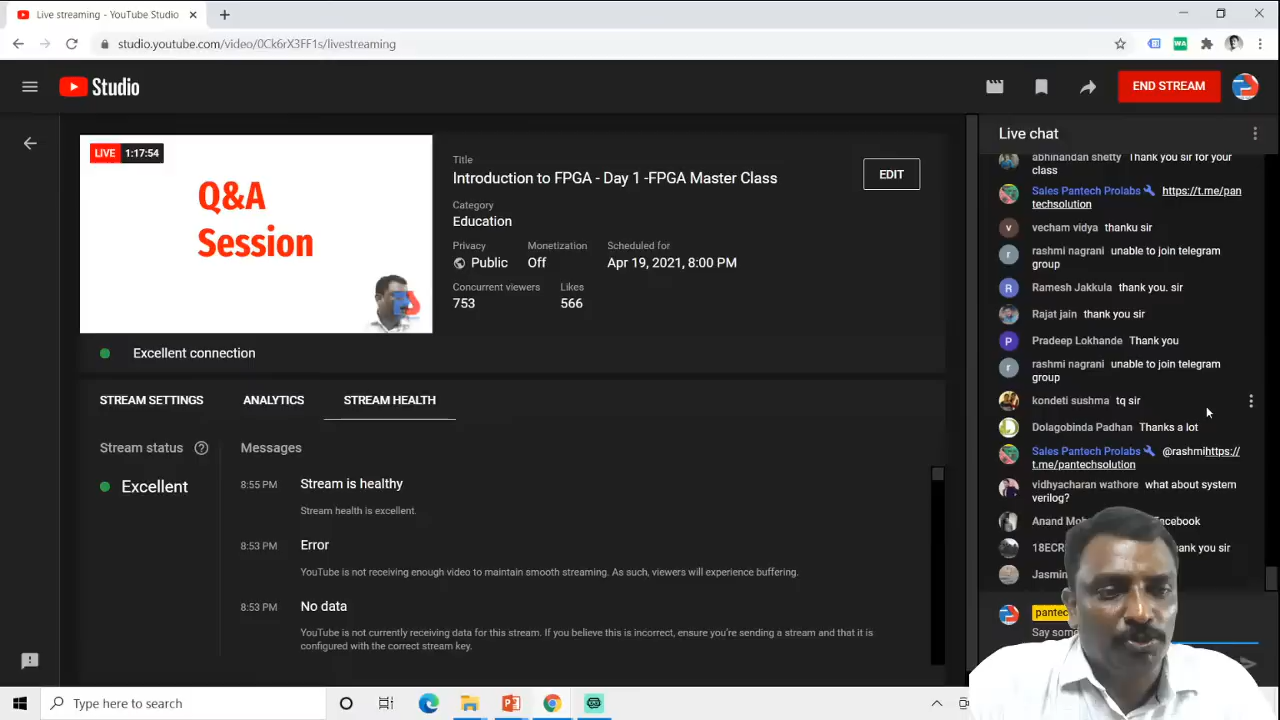 Live streaming - YouTube Studio
studio.youtube.com/video/0Ck6rX3FF1s/livestreaming
WA
Studio
END STREAM
LIVE 1:17:54
Q&A
Session
Title
Introduction to FPGA - Day 1 -FPGA Master Class
EDIT
Category
Education
Privacy Monetization Scheduled for
Public Off Apr 19, 2021, 8:00 PM
Concurrent viewers Likes
753 566
Excellent connection
STREAM SETTINGS ANALYTICS STREAM HEALTH
Stream status
Excellent
Messages
8:55 PM Stream is healthy
Stream health is excellent.
8:53 PM Error
YouTube is not receiving enough video to maintain smooth streaming. As such, viewers will experience buffering.
8:53 PM No data
YouTube is not currently receiving data for this stream. If you believe this is incorrect, ensure you're sending a stream and that it is
configured with the correct stream key.
Live chat
abhinandan shetty Thank you sir for your
class
Sales Pantech Prolabs https://t.me/pan
techsolution
v vecham vidya thanku sir
r rashmi nagrani unable to join telegram
group
R Ramesh Jakkula thank you. sir
Rajat jain thank you sir
P Pradeep Lokhande Thank you
r rashmi nagrani unable to join telegram
group
kondeti sushma tq sir
Dolagobinda Padhan Thanks a lot
Sales Pantech Prolabs @rashmihttps://
t.me/pantechsolution
vidhyacharan wathore what about system
verilog?
Anand
18ECR you sir
Jasmin
Say
Type here to search